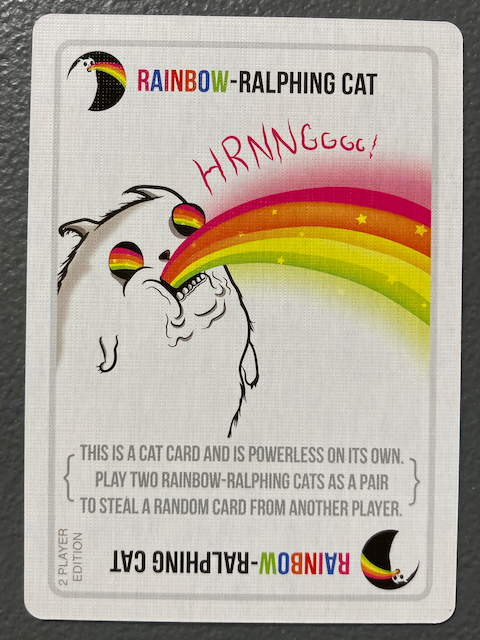 RAINBOW-RALPHING CAT
HRNNGGGG!
THIS IS A CAT CARD AND IS POWERLESS ON ITS OWN.
PLAY TWO RAINBOW-RALPHING CATS AS A PAIR
TO STEAL A RANDOM CARD FROM ANOTHER PLAYER.
2 PLAYER
EDITION
RAINBOW-RALPHING CAT